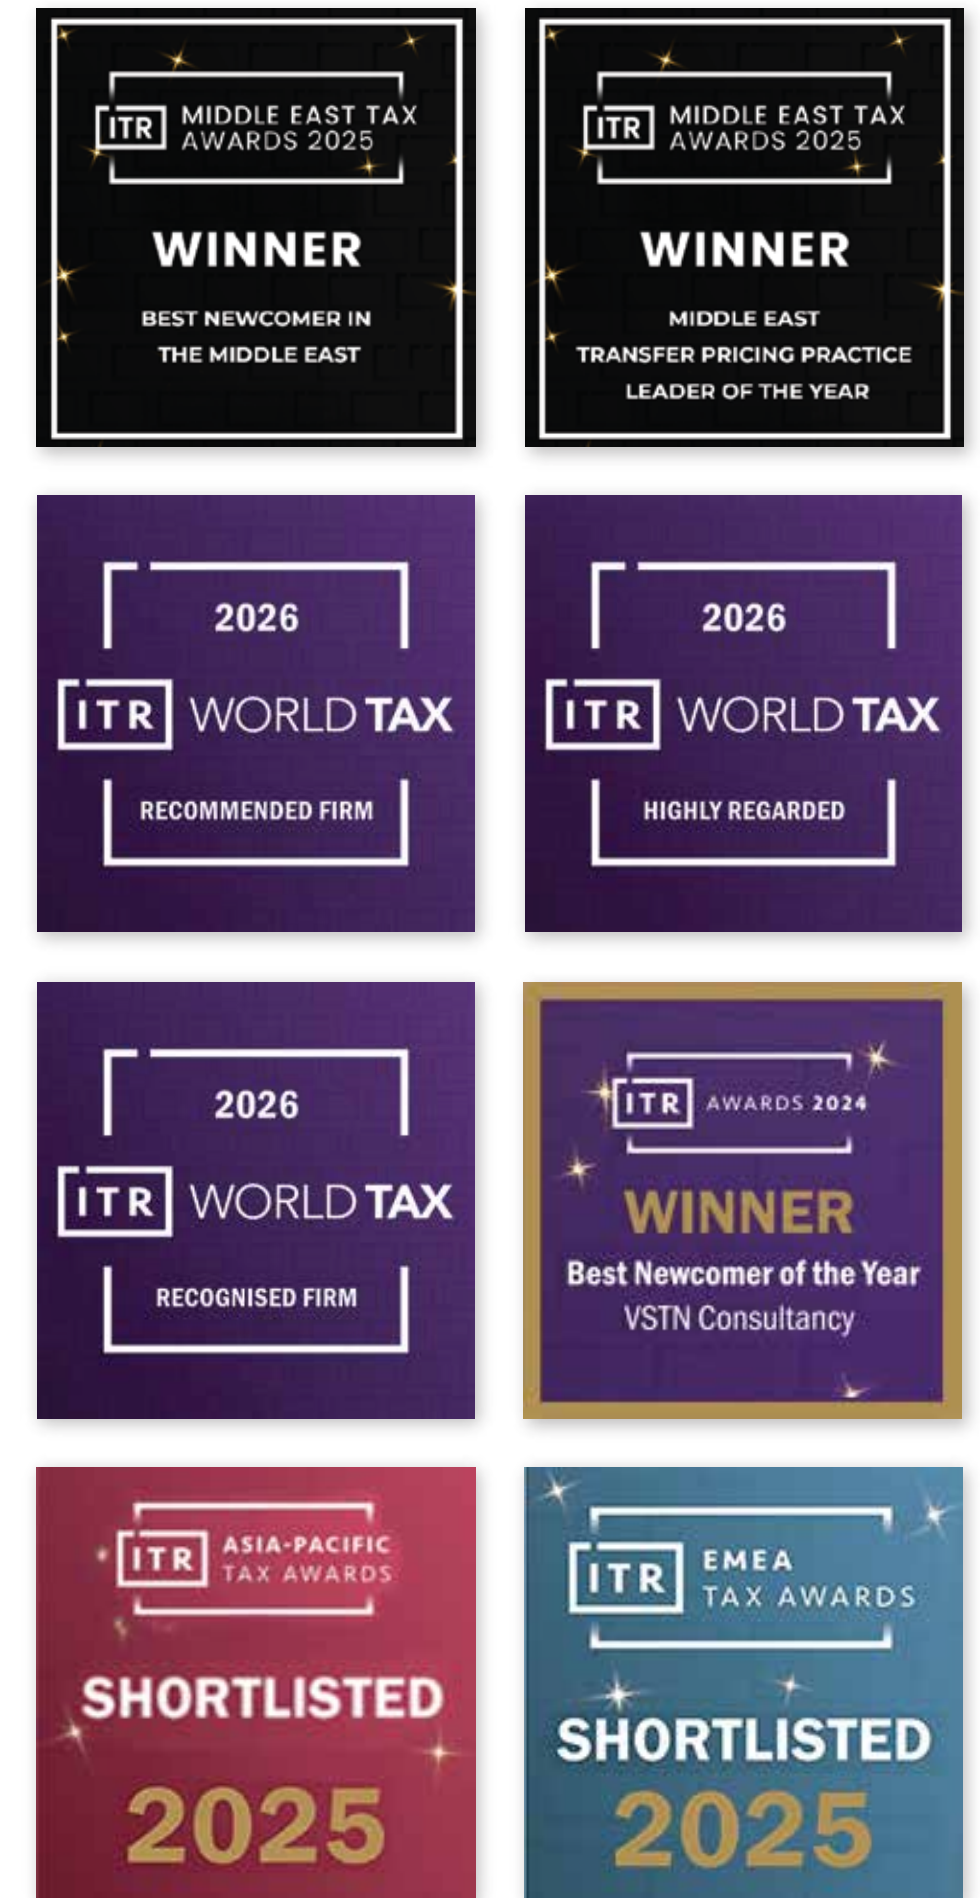 ITR MIDDLE EAST TAX
AWARDS 2025
WINNER
BEST NEWCOMER IN
THE MIDDLE EAST
ITR MIDDLE EAST TAX
AWARDS 2025
WINNER
MIDDLE EAST
TRANSFER PRICING PRACTICE
LEADER OF THE YEAR
2026
ITR WORLD TAX
RECOMMENDED FIRM
2026
ITR WORLD TAX
HIGHLY REGARDED
2026
ITR WORLD TAX
RECOGNISED FIRM
ITR AWARDS 2024
WINNER
Best Newcomer of the Year
VSTN Consultancy
ITR ASIA-PACIFIC
TAX AWARDS
SHORTLISTED
2025
ITR EMEA
TAX AWARDS
SHORTLISTED
2025